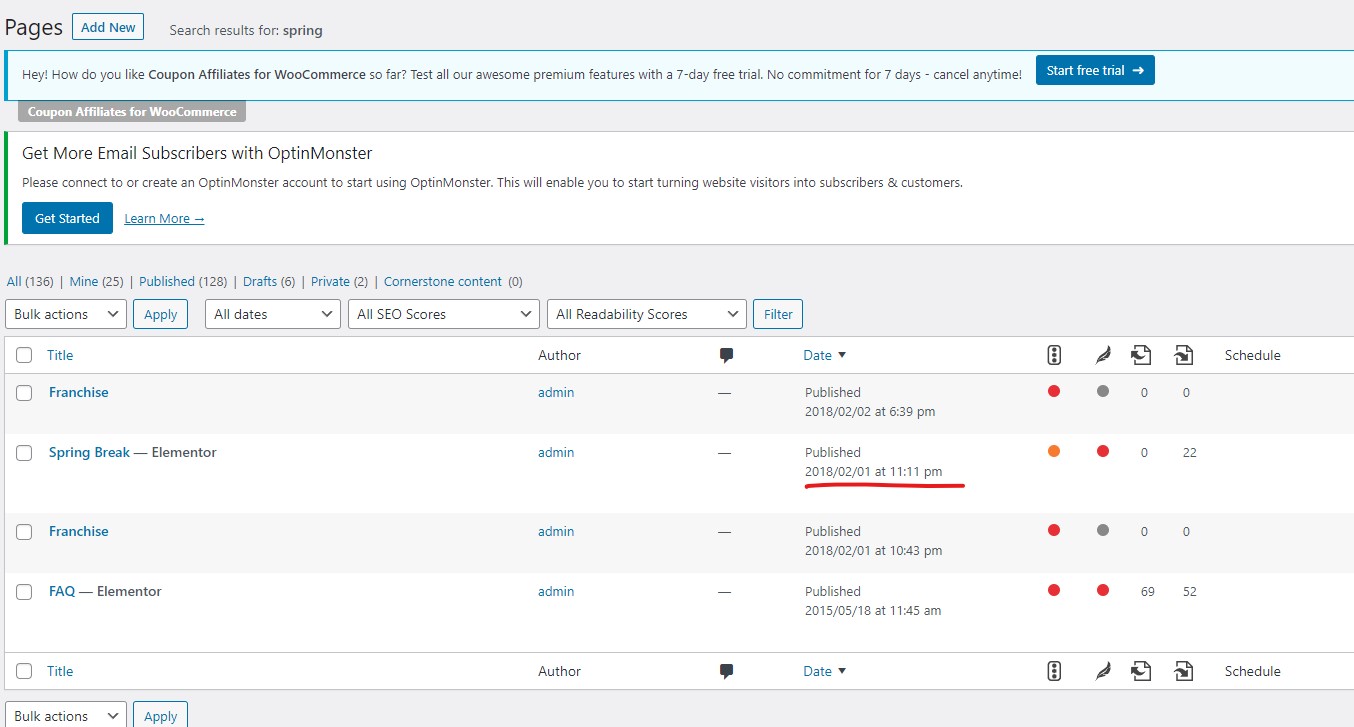 Pages Add New Search results for: spring
Hey! How do you like Coupon Affiliates for WooCommerce so far? Test all our awesome premium features with a 7-day free trial. No commitment for 7 days - cancel anytime! Start free trial →
Coupon Affiliates for WooCommerce
Get More Email Subscribers with OptinMonster
Please connect to or create an OptinMonster account to start using OptinMonster. This will enable you to start turning website visitors into subscribers & customers.
Get Started Learn More →
All (136) | Mine (25) | Published (128) | Drafts (6) | Private (2) | Cornerstone content (0)
Bulk actions Apply All dates All SEO Scores All Readability Scores Filter
Title Author Date Schedule
Franchise admin — Published 0 0
2018/02/02 at 6:39 pm
Spring Break — Elementor admin — Published 0 22
2018/02/01 at 11:11 pm
Franchise admin — Published 0 0
2018/02/01 at 10:43 pm
FAQ — Elementor admin — Published 69 52
2015/05/18 at 11:45 am
Title Author Date Schedule
Bulk actions Apply